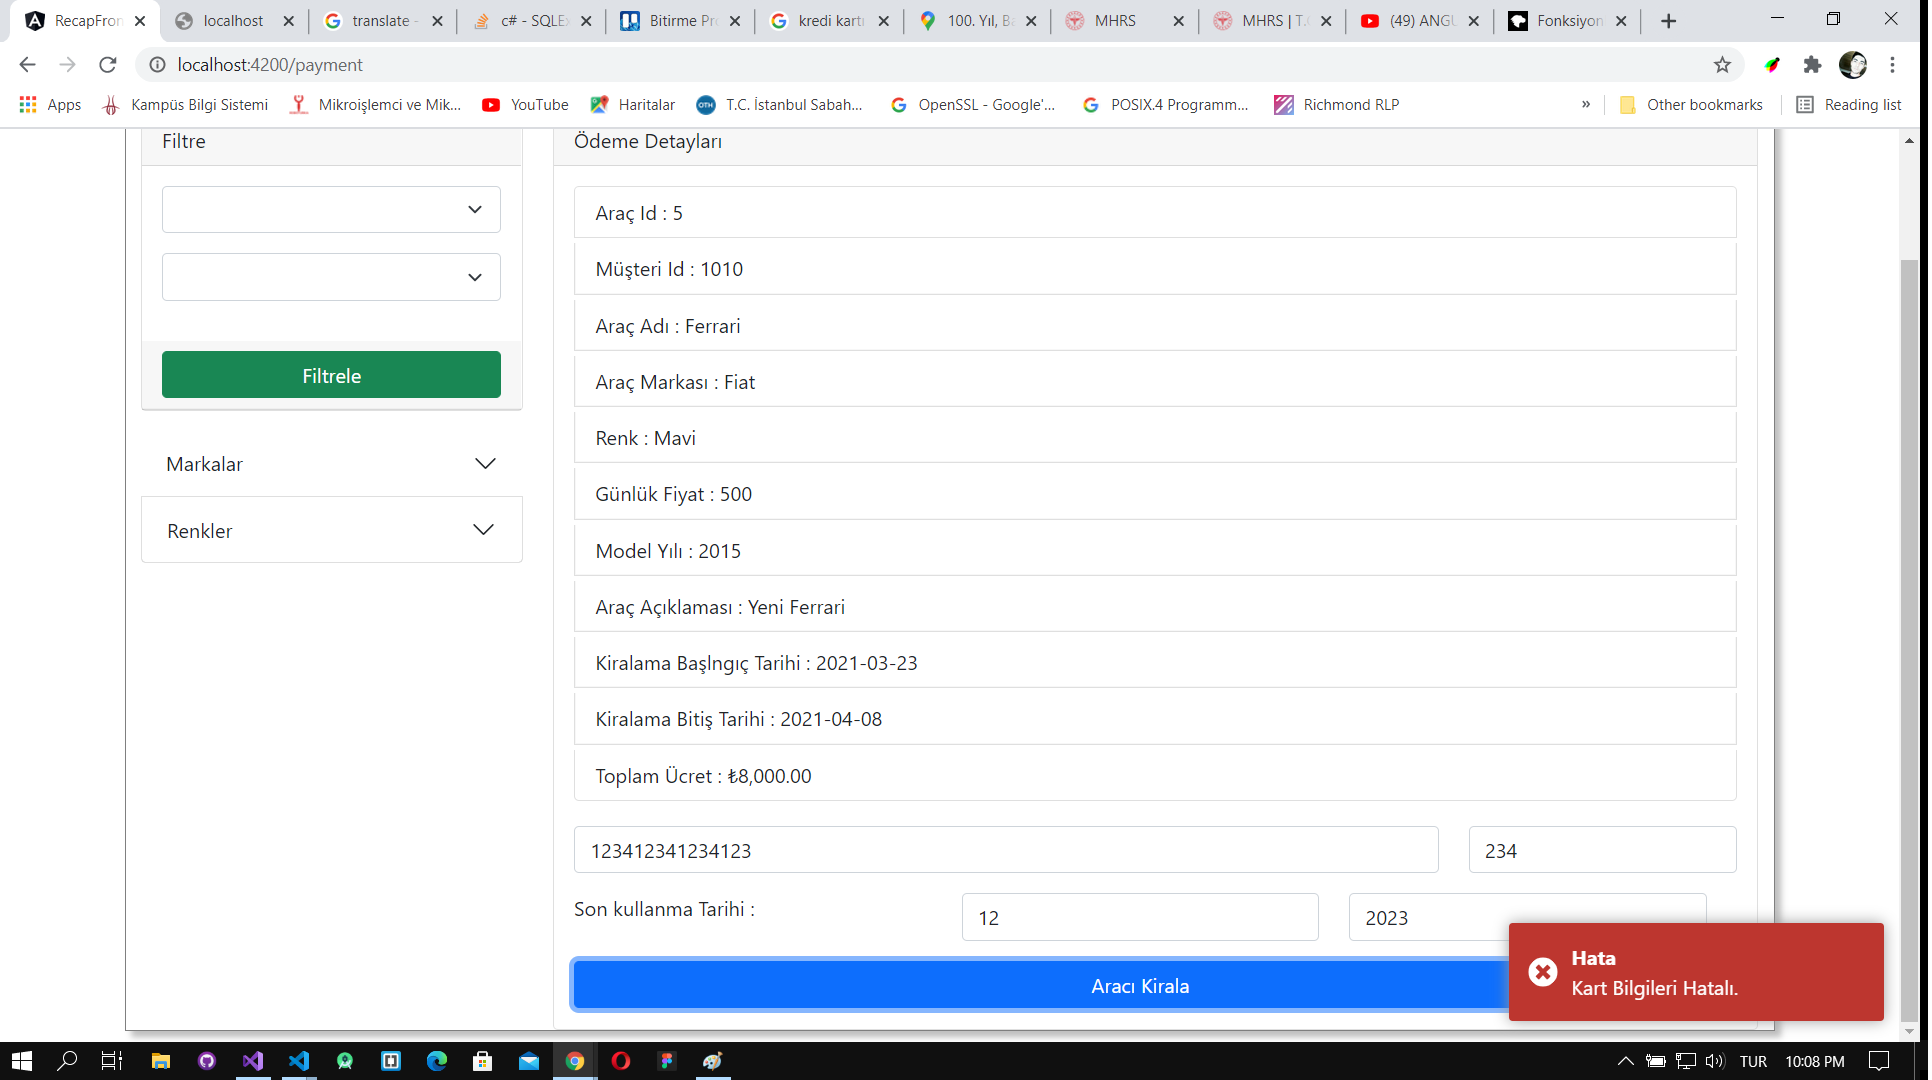 RecapFron
localhost
translate -
c# - SQLEx
Bitirme Pro
kredi kartı
100. Yıl, Ba
MHRS
MHRS | T.C
(49) ANGU
Fonksiyon
localhost:4200/payment
Apps
Kampüs Bilgi Sistemi
Mikroişlemci ve Mik...
YouTube
Haritalar
T.C. İstanbul Sabah...
OpenSSL - Google'...
POSIX.4 Programm...
Richmond RLP
»
Other bookmarks
Reading list
Filtre
Filtrele
Markalar
Renkler
Ödeme Detayları
Araç Id : 5
Müşteri Id : 1010
Araç Adı : Ferrari
Araç Markası : Fiat
Renk : Mavi
Günlük Fiyat : 500
Model Yılı : 2015
Araç Açıklaması : Yeni Ferrari
Kiralama Başlngıç Tarihi : 2021-03-23
Kiralama Bitiş Tarihi : 2021-04-08
Toplam Ücret : ₺8,000.00
123412341234123
234
Son kullanma Tarihi :
12
2023
Aracı Kirala
Hata
Kart Bilgileri Hatalı.
TUR
10:08 PM